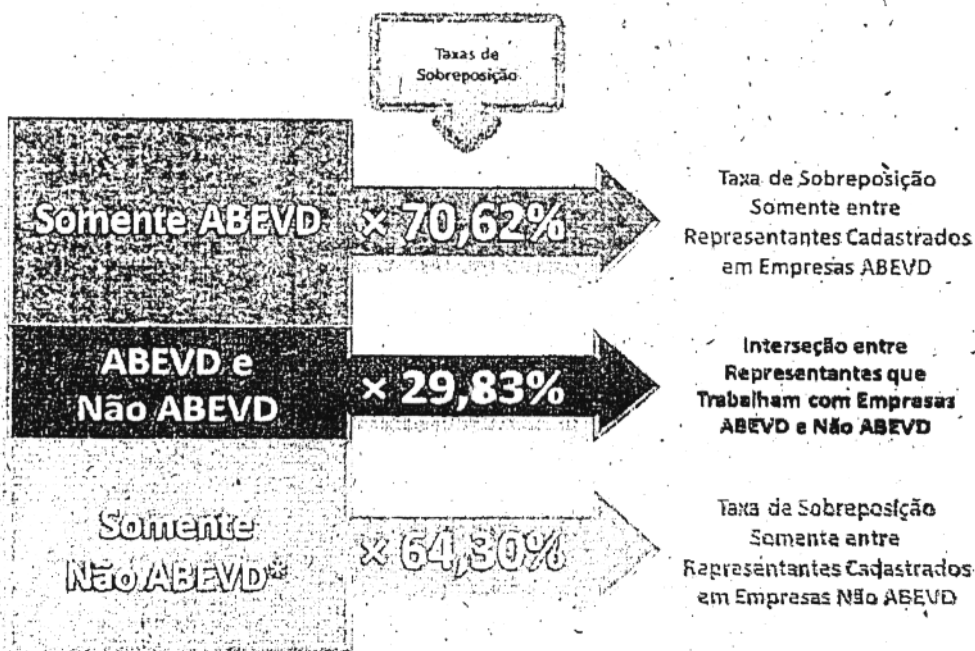 Taxas de
Sobreposição
Somente ABEVD
× 70,62%
Taxa de Sobreposição
Somente entre
Representantes Cadastrados
em Empresas ABEVD
ABEVD e
Não ABEVD
× 29,83%
Interseção entre
Representantes que
Trabalham com Empresas
ABEVD e Não ABEVD
Somente
Não ABEVD*
× 64,30%
Taxa de Sobreposição
Somente entre
Representantes Cadastrados
em Empresas Não ABEVD